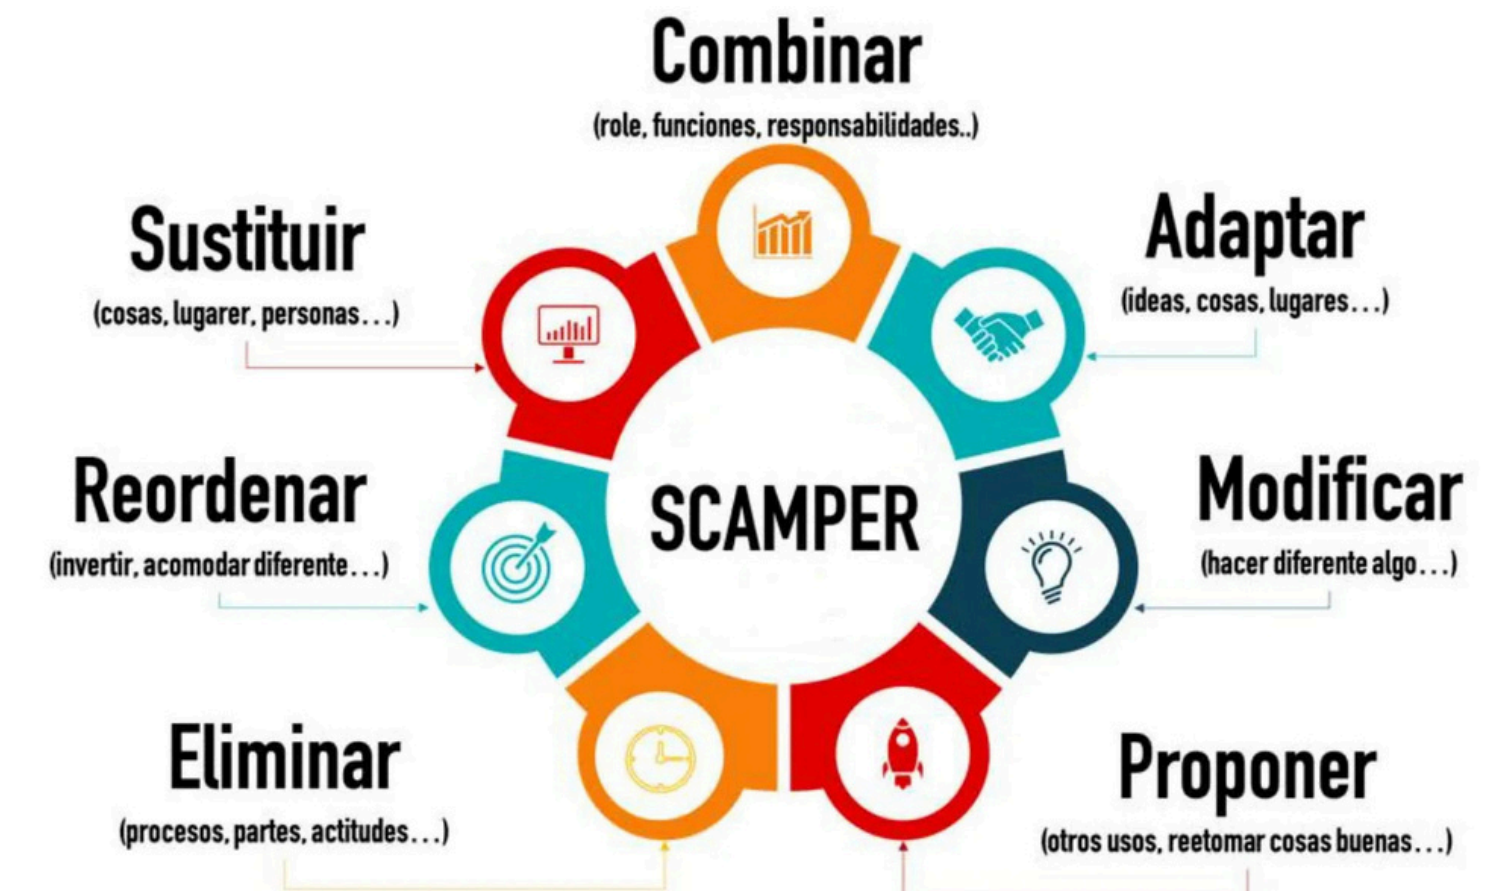 Combinar
(role, funciones, responsabilidades..)
Sustituir
(cosas, lugarer, personas...)
Adaptar
(ideas, cosas, lugares...)
Reordenar
(invertir, acomodar diferente...)
SCAMPER
Modificar
(hacer diferente algo...)
Eliminar
(procesos, partes, actitudes...)
Proponer
(otros usos, reetomar cosas buenas...)